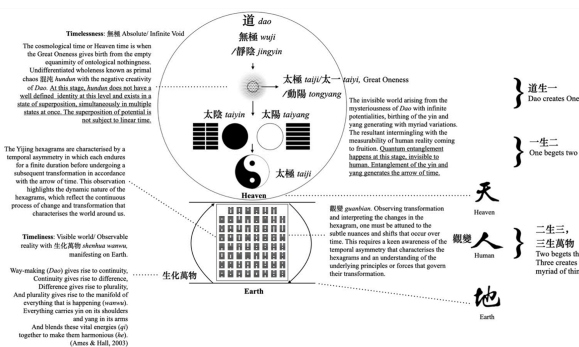 道 dao
無極 wuji
/靜陰 jingyin
太極 taiji/太一 taiyi, Great Oneness
/動陽 tongyang
太陰 taiyin
太陽 taiyang
太極 taiji
Heaven
Earth
Timelessness: 無極 Absolute/ Infinite Void
The cosmological time or Heaven time is when
the Great Oneness gives birth from the empty
equanimity of ontological nothingness.
Undifferentiated wholeness known as primal
chaos 混沌 hundun with the negative creativity
of Dao. At this stage, hundun does not have a
well defined identity at this level and exists in a
state of superposition, simultaneously in multiple
states at once. The superposition of potential is
not subject to linear time.
The Yijing hexagrams are characterised by a
temporal asymmetry in which each endures
for a finite duration before undergoing a
subsequent transformation in accordance
with the arrow of time. This observation
highlights the dynamic nature of the
hexagrams, which reflect the continuous
process of change and transformation that
characterises the world around us.
Timeliness: Visible world/ Observable
reality with 生化萬物 shenhua wanwu,
manifesting on Earth.
生化萬物
Way-making (Dao) gives rise to continuity,
Continuity gives rise to difference,
Difference gives rise to plurality,
And plurality gives rise to the manifold of
everything that is happening (wanwu).
Everything carries yin on its shoulders
and yang in its arms
And blends these vital energies (qi)
together to make them harmonious (he).
(Ames & Hall, 2003)
The invisible world arising from the
mysteriousness of Dao with infinite
potentialities, birthing of the yin and
yang generating with myriad variations.
The resultant intermingling with the
measurability of human reality coming
to fruition. Quantum entanglement
happens at this stage, invisible to
human. Entanglement of the yin and
yang generates the arrow of time.
觀變 guanbian. Observing transformation
and interpreting the changes in the
hexagram, one must be attuned to the
subtle nuances and shifts that occur over
time. This requires a keen awareness of the
temporal asymmetry that characterises the
hexagrams and an understanding of the
underlying principles or forces that govern
their transformation.
天
Heaven
觀變
人
Human
地
Earth
道生一
Dao creates One
一生二
One begets two
二生三,
三生萬物
Two begets th
Three creates
myriad of thin